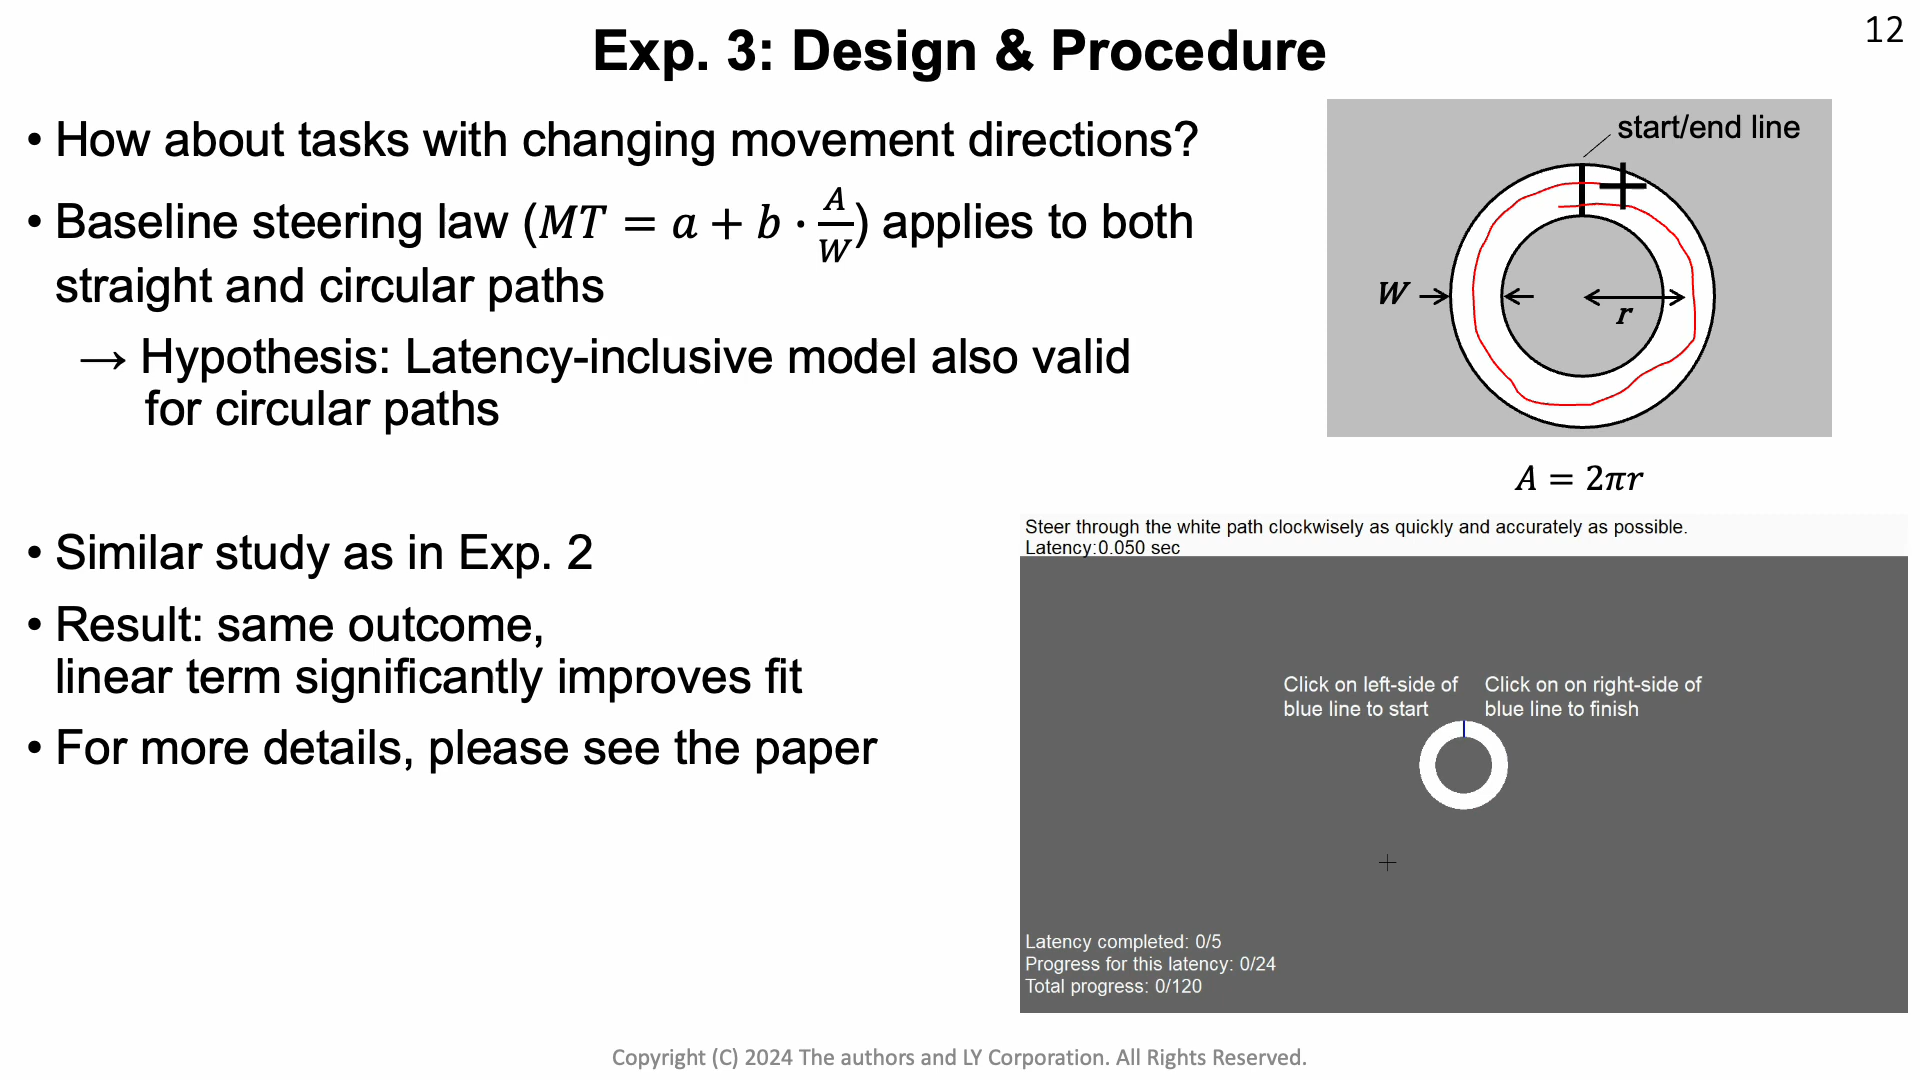 12
Exp. 3: Design & Procedure
• How about tasks with changing movement directions?
• Baseline steering law (MT = a + b · A/W) applies to both
straight and circular paths
→ Hypothesis: Latency-inclusive model also valid
for circular paths
• Similar study as in Exp. 2
• Result: same outcome,
linear term significantly improves fit
• For more details, please see the paper
start/end line
W
r
A = 2πr
Steer through the white path clockwisely as quickly and accurately as possible.
Latency:0.050 sec
Click on left-side of
blue line to start
Click on on right-side of
blue line to finish
Latency completed: 0/5
Progress for this latency: 0/24
Total progress: 0/120
Copyright (C) 2024 The authors and LY Corporation. All Rights Reserved.